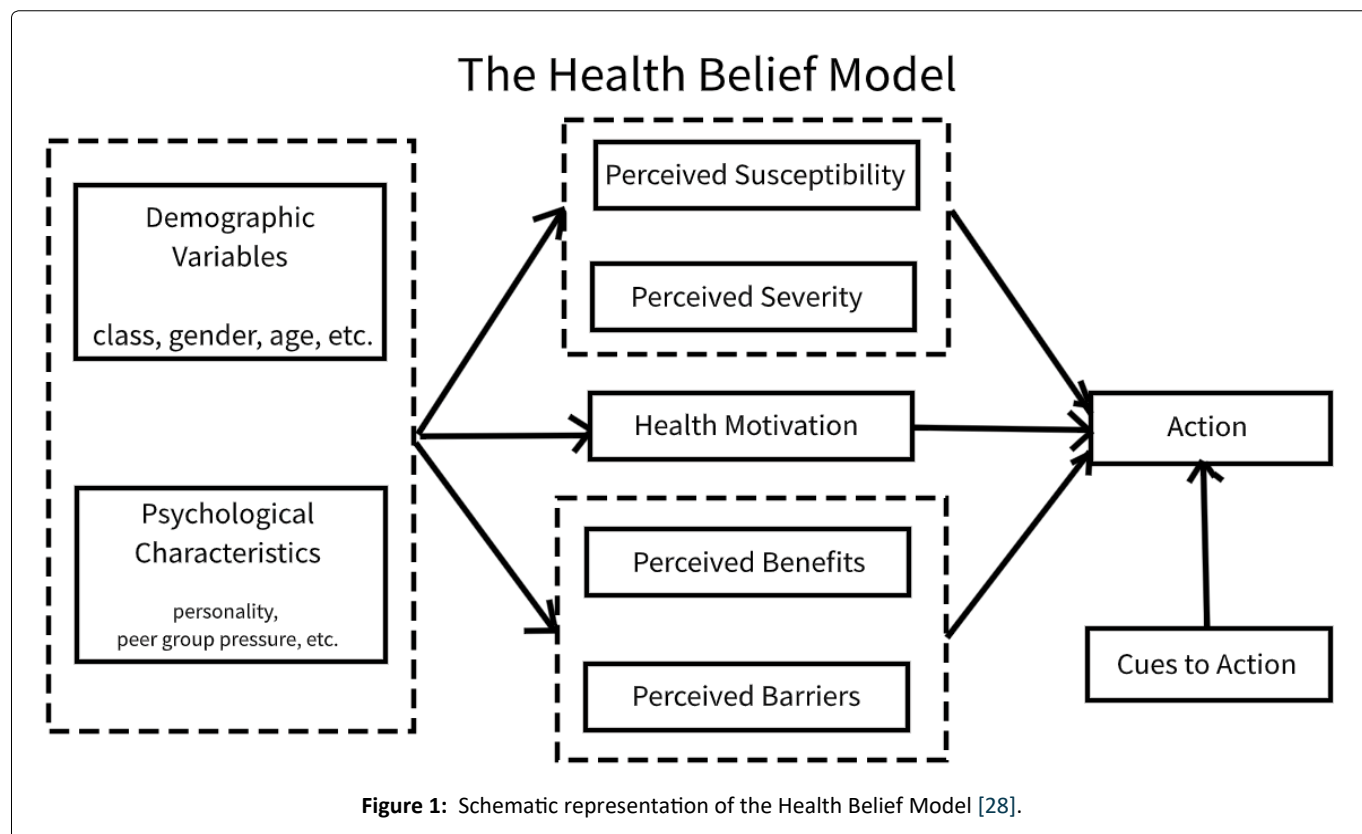 The Health Belief Model
Demographic
Variables
class, gender, age, etc.
Psychological
Characteristics
personality,
peer group pressure, etc.
Perceived Susceptibility
Perceived Severity
Health Motivation
Perceived Benefits
Perceived Barriers
Action
Cues to Action
Figure 1: Schematic representation of the Health Belief Model [28].